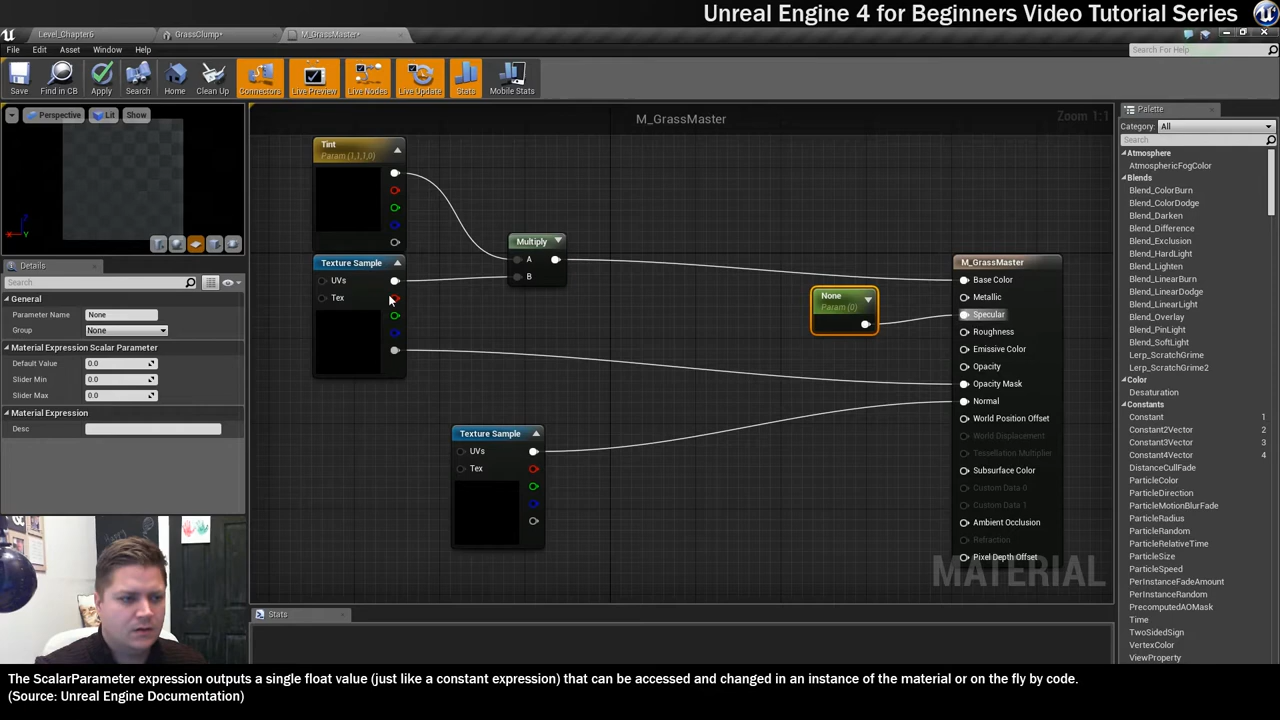 Unreal Engine 4 for Beginners Video Tutorial Series
Level_Chapter6
GrassClump*
M_GrassMaster*
File Edit Asset Window Help
Search For Help
Save
Find in CB
Apply
Search
Home
Clean Up
Connectors
Live Preview
Live Nodes
Live Update
Stats
Mobile Stats
Perspective
Lit
Show
M_GrassMaster
Zoom 1:1
Palette
Category: All
Search
Atmosphere
AtmosphericFogColor
Blends
Blend_ColorBurn
Blend_ColorDodge
Blend_Darken
Blend_Difference
Blend_Exclusion
Blend_HardLight
Blend_Lighten
Blend_LinearBurn
Blend_LinearDodge
Blend_LinearLight
Blend_Overlay
Blend_PinLight
Blend_Screen
Blend_SoftLight
Lerp_ScratchGrime
Lerp_ScratchGrime2
Color
Desaturation
Constants
Constant
Constant2Vector
Constant3Vector
Constant4Vector
DistanceCullFade
ParticleColor
ParticleDirection
ParticleMotionBlurFade
ParticleRadius
ParticleRandom
ParticleRelativeTime
ParticleSize
ParticleSpeed
PerInstanceFadeAmount
PerInstanceRandom
PrecomputedAOMask
Time
TwoSidedSign
VertexColor
ViewProperty
Tint
Param (1,1,1,0)
Texture Sample
UVs
Tex
Multiply
A
B
None
Param (0)
Texture Sample
UVs
Tex
M_GrassMaster
Base Color
Metallic
Specular
Roughness
Emissive Color
Opacity
Opacity Mask
Normal
World Position Offset
World Displacement
Tessellation Multiplier
Subsurface Color
Custom Data 0
Custom Data 1
Ambient Occlusion
Refraction
Pixel Depth Offset
MATERIAL
Details
Search
General
Parameter Name None
Group None
Material Expression Scalar Parameter
Default Value 0.0
Slider Min 0.0
Slider Max 0.0
Material Expression
Desc
Stats
The ScalarParameter expression outputs a single float value (just like a constant expression) that can be accessed and changed in an instance of the material or on the fly by code.
(Source: Unreal Engine Documentation)